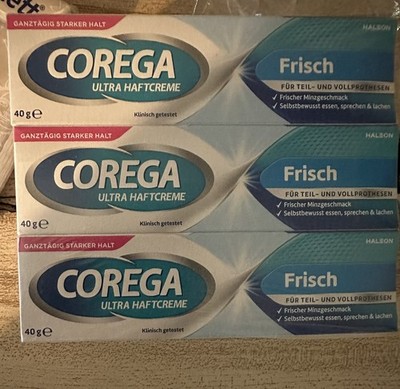 ett®
GANZTÄGIG STARKER HALT
HALEON
COREGA
ULTRA HAFTCREME
Frisch
FÜR TEIL- UND VOLLPROTHESEN
✓ Frischer Minzgeschmack
✓ Selbstbewusst essen, sprechen & lachen
40 g ℮
Klinisch getestet
GANZTÄGIG STARKER HALT
HALEON
COREGA
ULTRA HAFTCREME
Frisch
FÜR TEIL- UND VOLLPROTHESEN
✓ Frischer Minzgeschmack
✓ Selbstbewusst essen, sprechen & lachen
40 g ℮
Klinisch getestet
GANZTÄGIG STARKER HALT
HALEON
COREGA
ULTRA HAFTCREME
Frisch
FÜR TEIL- UND VOLLPROTHESEN
✓ Frischer Minzgeschmack
✓ Selbstbewusst essen, sprechen & lachen
40 g ℮
Klinisch getestet